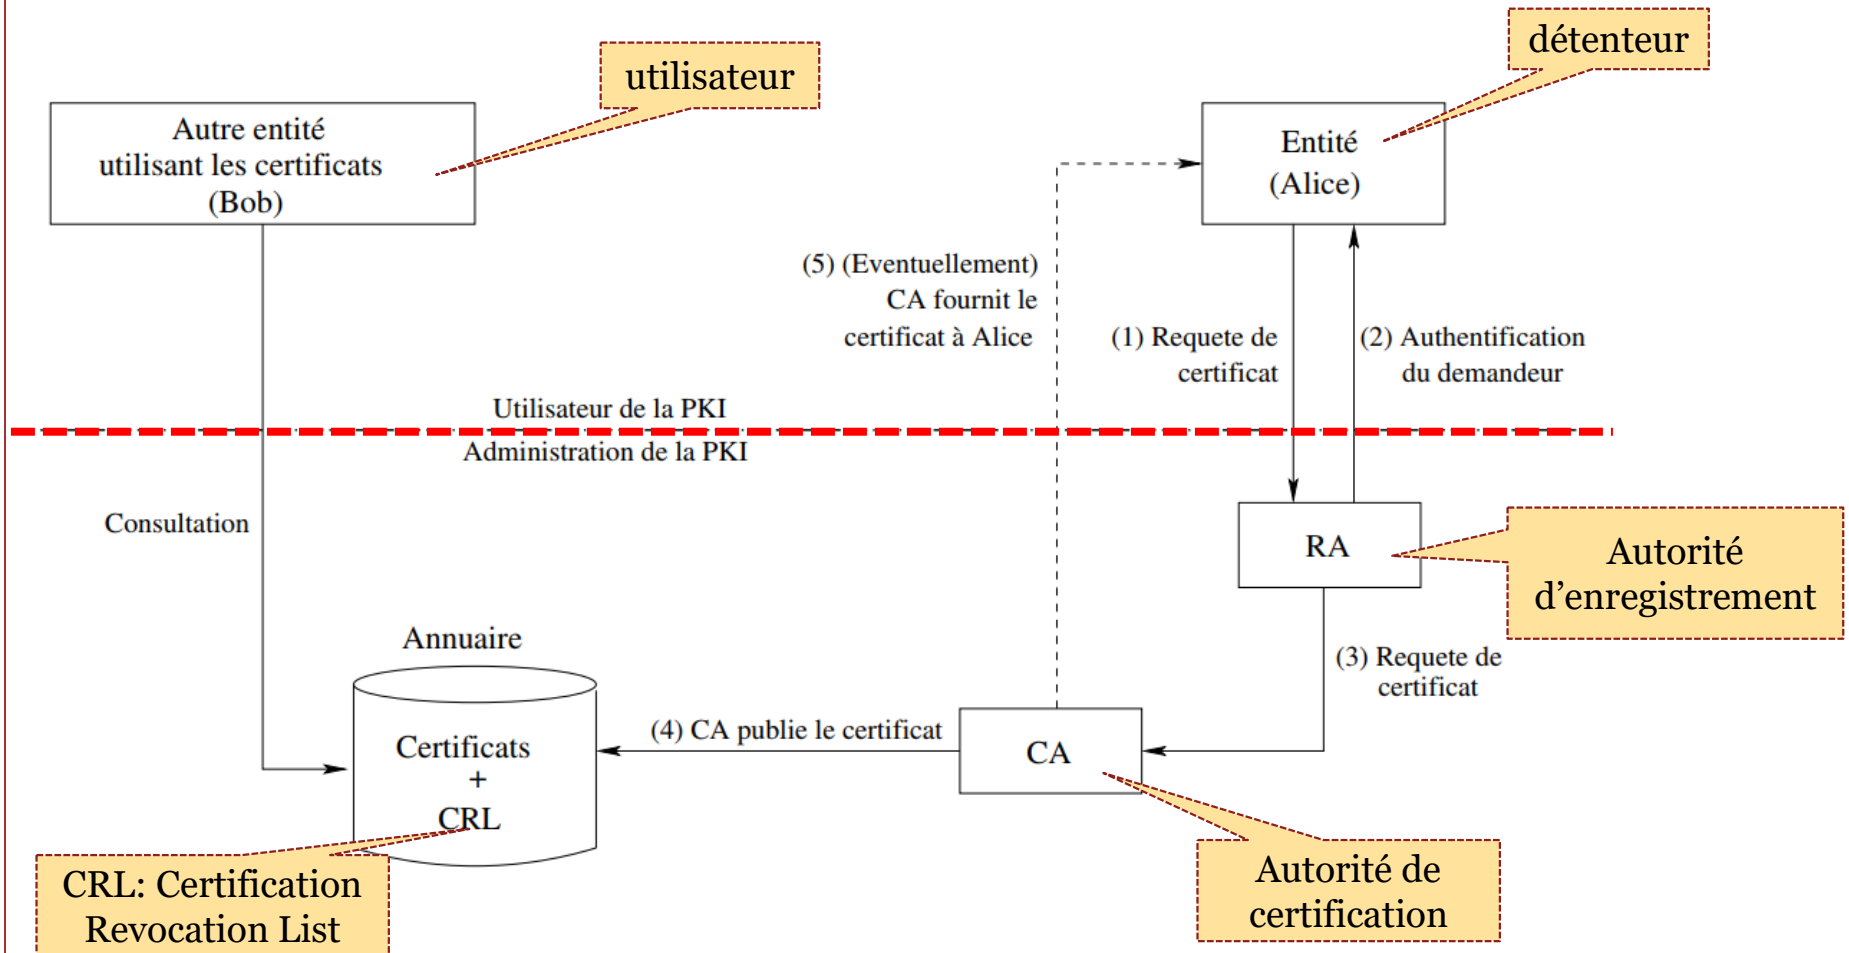 détenteur
utilisateur
Autre entité
utilisant les certificats
(Bob)
Entité
(Alice)
(5) (Eventuellement)
CA fournit le
certificat à Alice
(1) Requete de
certificat
(2) Authentification
du demandeur
Utilisateur de la PKI
Administration de la PKI
Consultation
RA
Autorité
d’enregistrement
Annuaire
(3) Requete de
certificat
Certificats
+
CRL
(4) CA publie le certificat
CA
CRL: Certification
Revocation List
Autorité de
certification